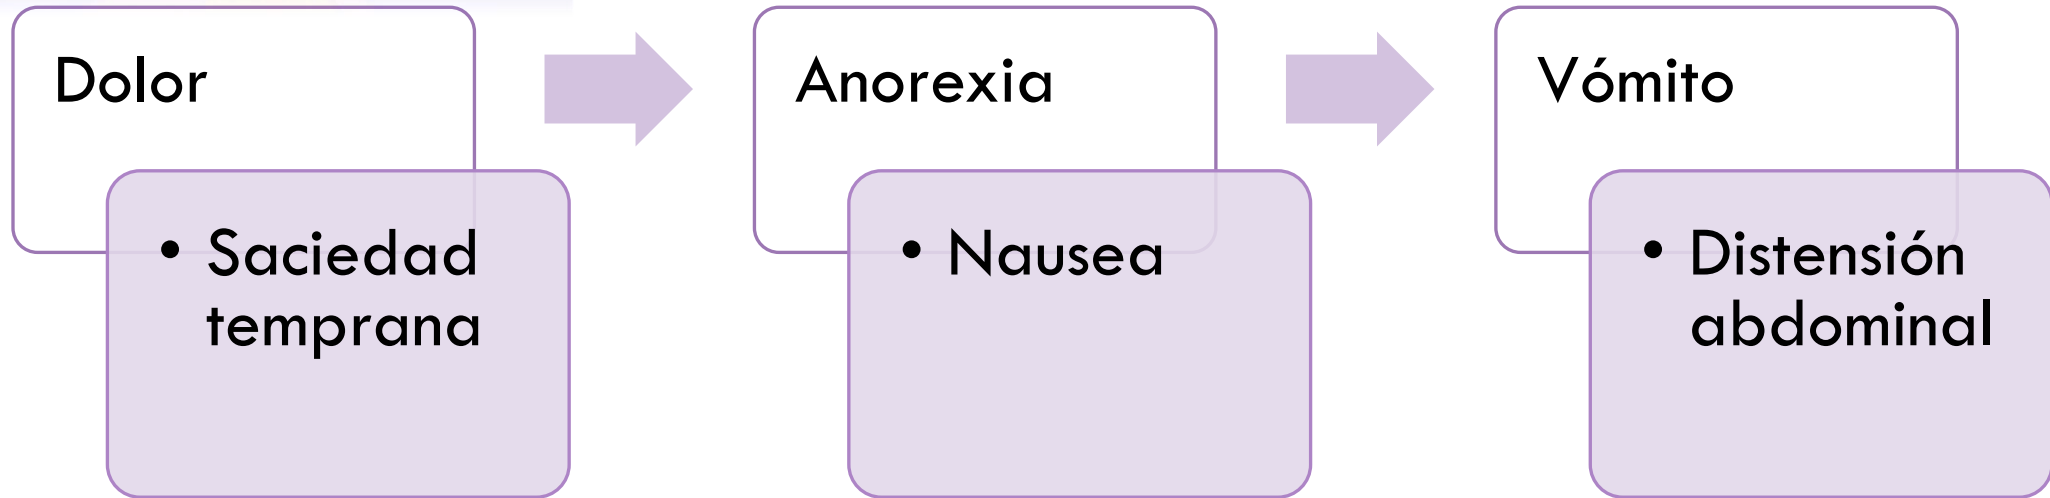 Dolor
• Saciedad
temprana
Anorexia
• Nausea
Vómito
• Distensión
abdominal